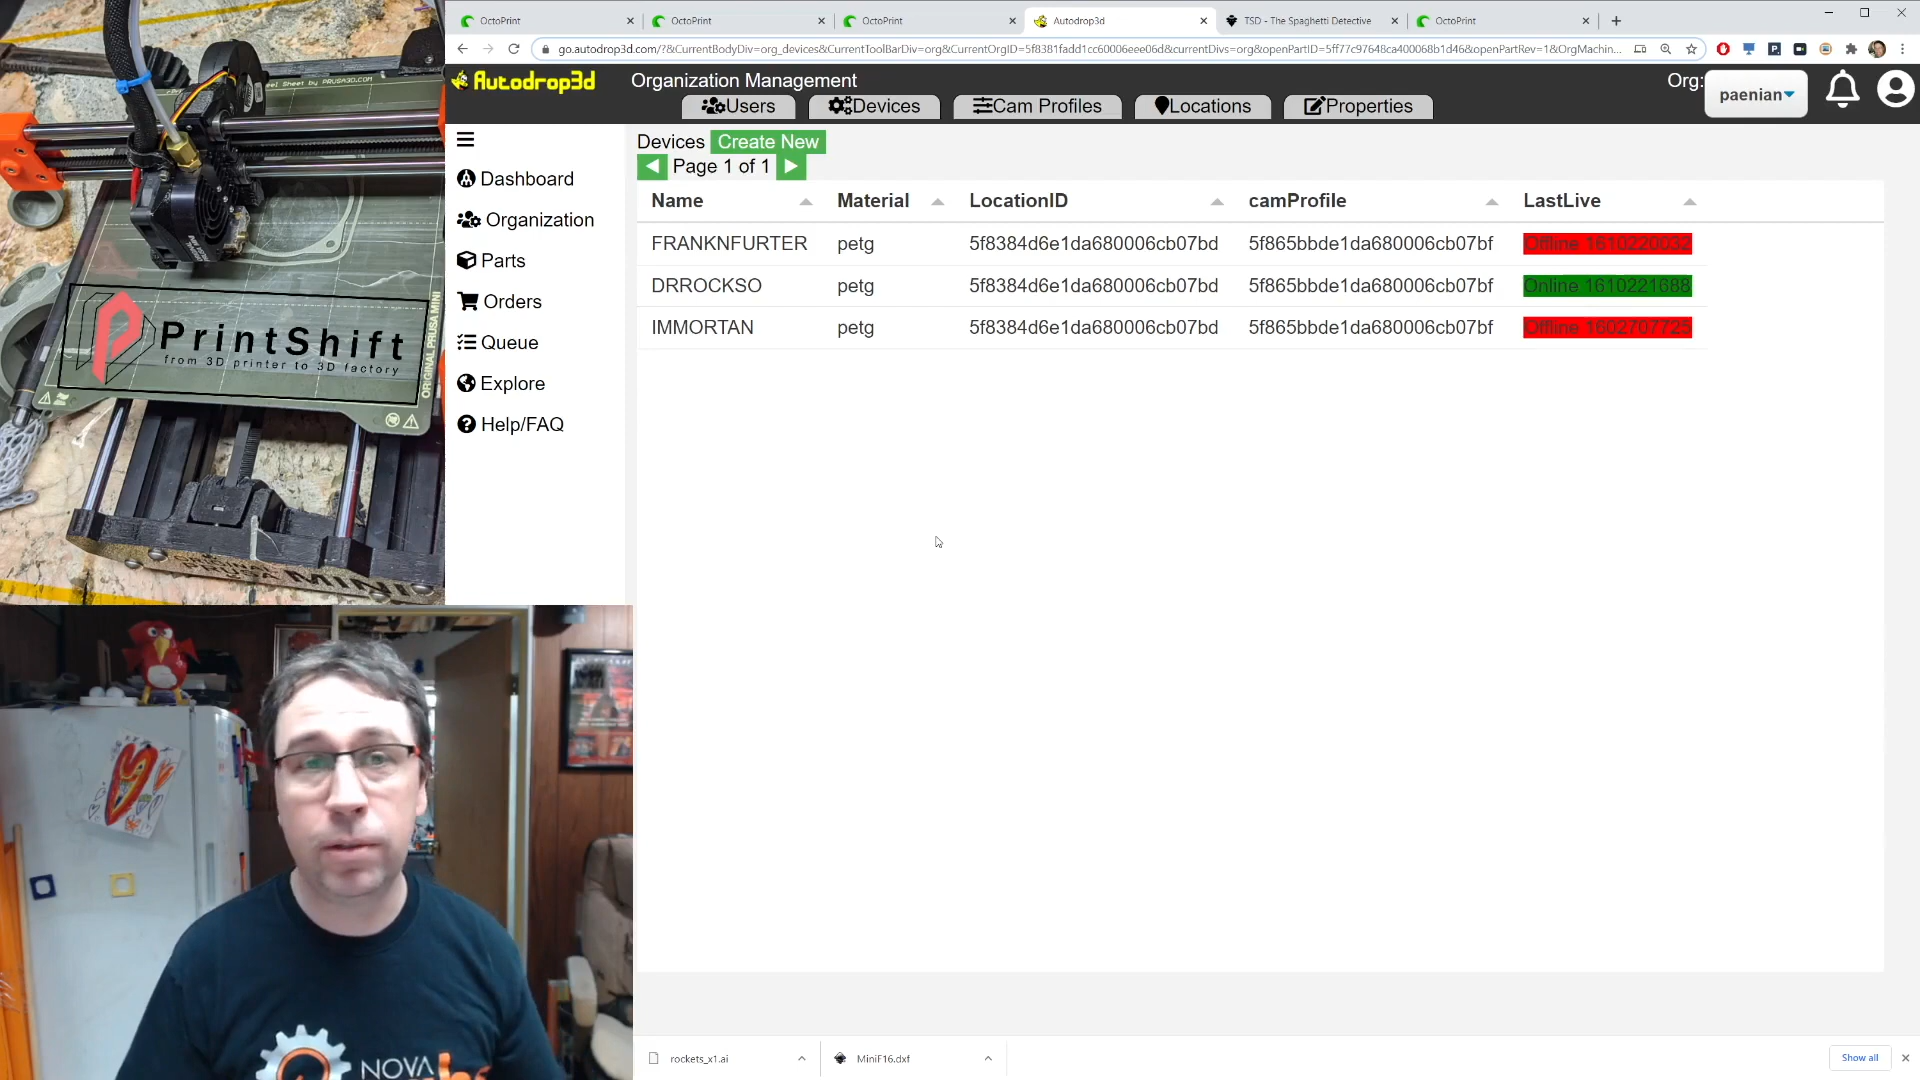 OctoPrint
OctoPrint
OctoPrint
Autodrop3d
TSD - The Spaghetti Detective
OctoPrint
go.autodrop3d.com/?&CurrentBodyDiv=org_devices&CurrentToolBarDiv=org&CurrentOrgID=5f8381fadd1cc60006eee06d&currentDivs=org&openPartID=5ff77c97648ca400068b1d46&openPartRev=1&OrgMachin...
Autodrop3d
Organization Management
Org:
paenian
Users
Devices
Cam Profiles
Locations
Properties
Dashboard
Organization
Parts
Orders
Queue
Explore
Help/FAQ
Devices Create New
Page 1 of 1
Name Material LocationID camProfile LastLive
FRANKNFURTER petg 5f8384d6e1da680006cb07bd 5f865bbde1da680006cb07bf Offline 1610220032
DRROCKSO petg 5f8384d6e1da680006cb07bd 5f865bbde1da680006cb07bf Online 1610221688
IMMORTAN petg 5f8384d6e1da680006cb07bd 5f865bbde1da680006cb07bf Offline 1602707725
PrintShift
from 3D printer to 3D factory
ORIGINAL PRUSA MINI
ORIGINAL PRUSA MINI
NOVA
rockets_x1.ai
MiniF16.dxf
Show all